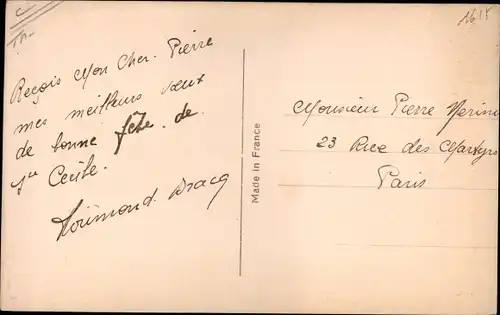 Reçois Mon Cher. Pierre
mes meilleurs vœux
de bonne fête. de.
Ste Cécile.
Made in France
Monsieur Pierre
23 Rue des Martyrs
Paris